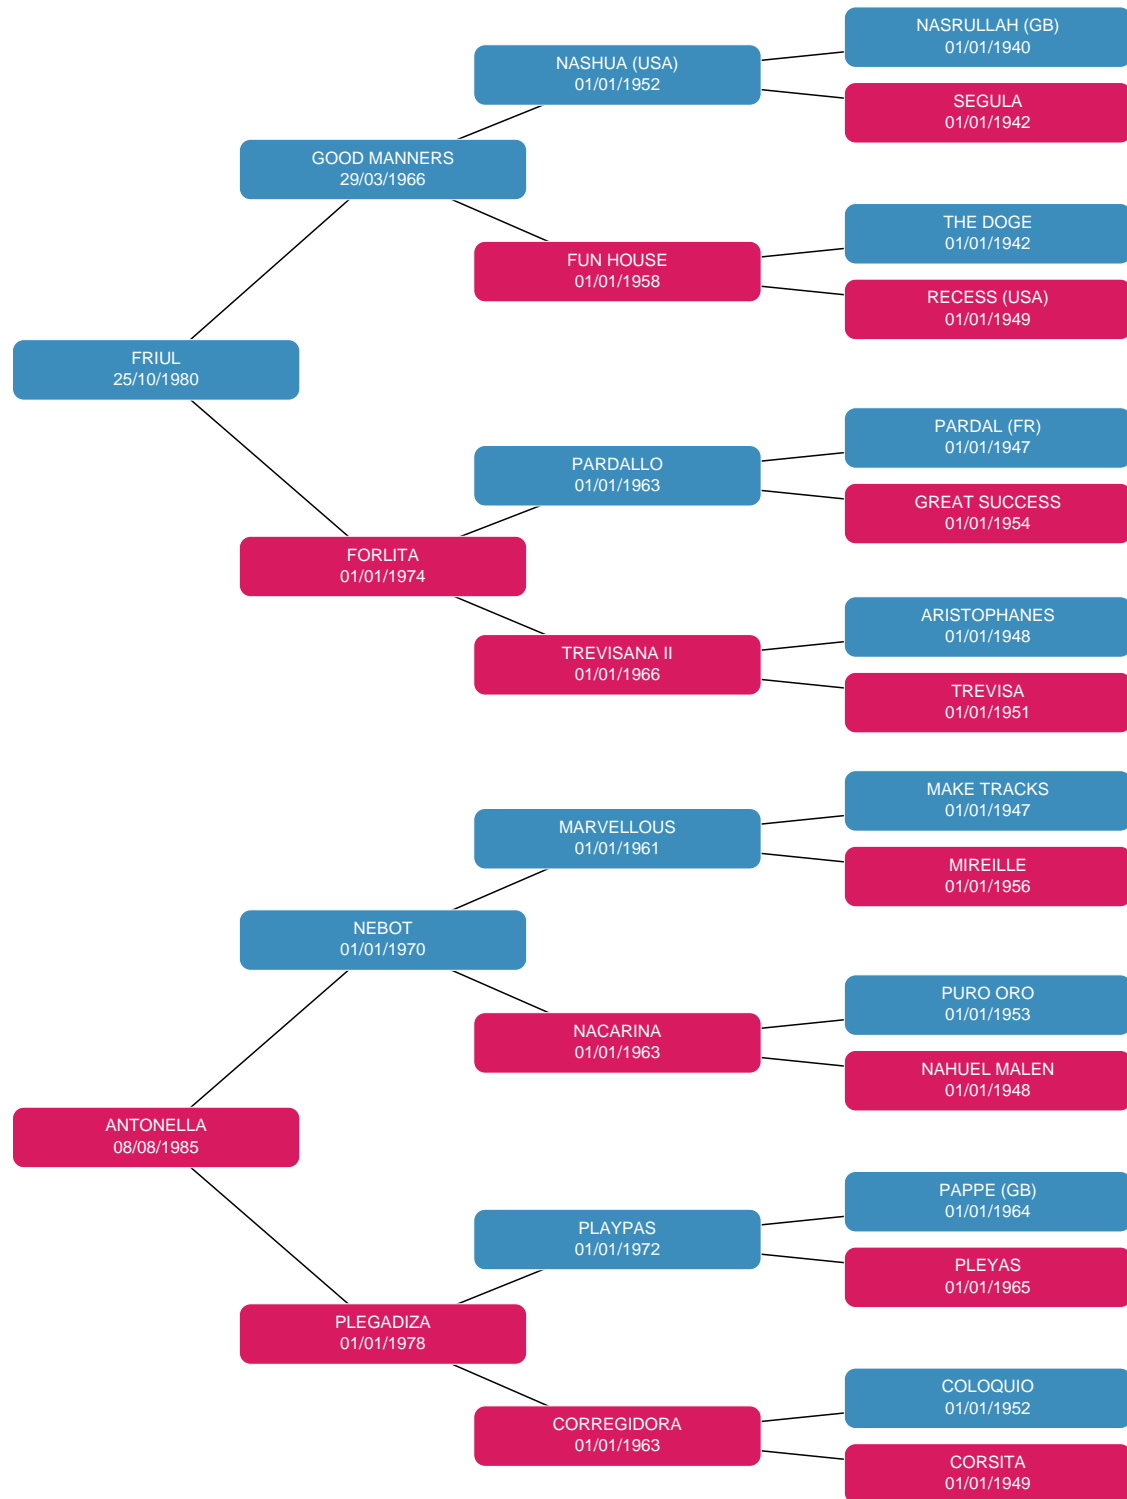 NASRULLAH (GB)
01/01/1940
NASHUA (USA)
01/01/1952
SEGULA
01/01/1942
GOOD MANNERS
29/03/1966
THE DOGE
01/01/1942
FUN HOUSE
01/01/1958
RECESS (USA)
01/01/1949
FRIUL
25/10/1980
PARDAL (FR)
01/01/1947
PARDALLO
01/01/1963
GREAT SUCCESS
01/01/1954
FORLITA
01/01/1974
ARISTOPHANES
01/01/1948
TREVISANA II
01/01/1966
TREVISA
01/01/1951
MAKE TRACKS
01/01/1947
MARVELLOUS
01/01/1961
MIREILLE
01/01/1956
NEBOT
01/01/1970
PURO ORO
01/01/1953
NACARINA
01/01/1963
NAHUEL MALEN
01/01/1948
ANTONELLA
08/08/1985
PAPPE (GB)
01/01/1964
PLAYPAS
01/01/1972
PLEYAS
01/01/1965
PLEGADIZA
01/01/1978
COLOQUIO
01/01/1952
CORREGIDORA
01/01/1963
CORSITA
01/01/1949